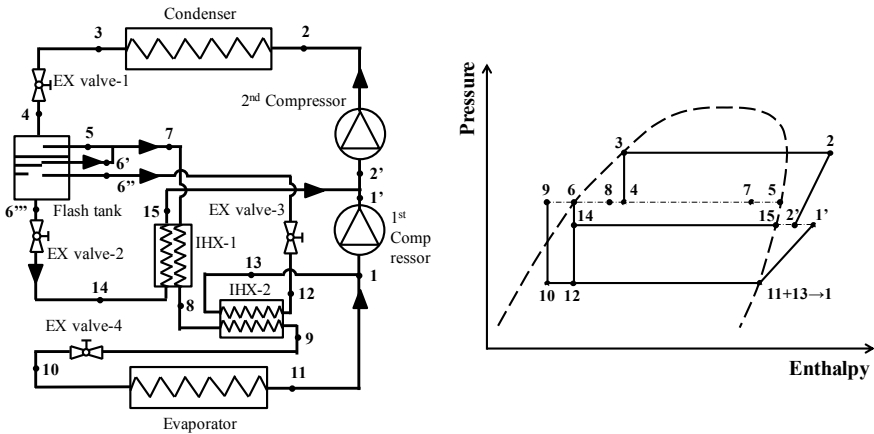 Condenser
3
2
EX valve-1
2nd Compressor
4
5
7
6’
6’’
2’
1’
Flash tank
6’’’
15
EX valve-3
1st
Comp
ressor
EX valve-2
IHX-1
13
1
14
8
IHX-2
12
9
EX valve-4
10
11
Evaporator
Pressure
3
2
9
6
8
4
7
5
14
15
2’
1’
10
12
11+13→1
Enthalpy